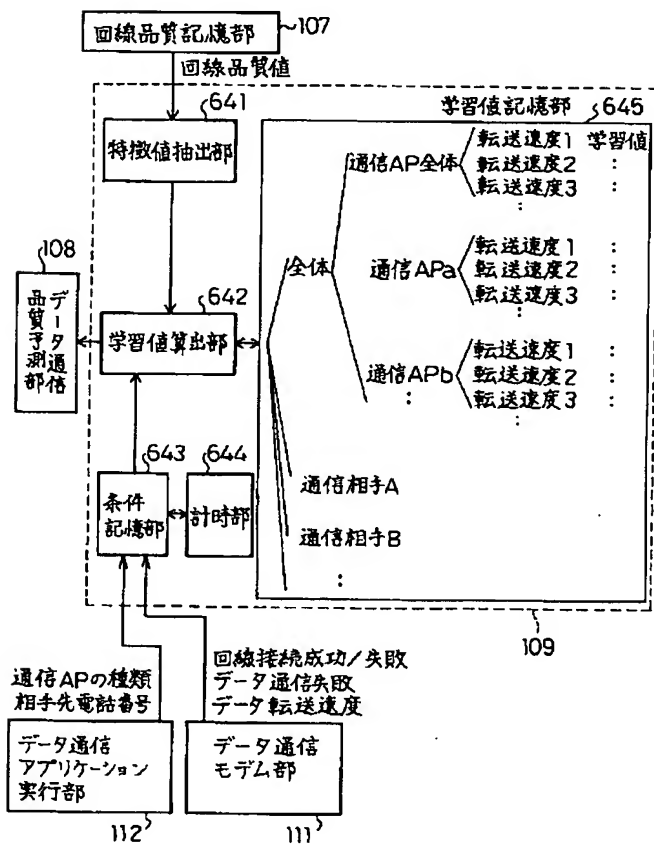 回線品質記憶部
107
回線品質値
641
特徴値抽出部
学習値記憶部
645
通信AP全体
転送速度1
学習値
転送速度2
:
転送速度3
:
:
全体
通信APa
転送速度1
:
転送速度2
:
転送速度3
:
:
通信APb
転送速度1
:
転送速度2
:
転送速度3
:
:
:
通信相手A
通信相手B
:
108
データ通信
品質予測部
642
学習値算出部
643
条件
記憶部
644
計時部
109
通信APの種類
相手先電話番号
回線接続成功/失敗
データ通信失敗
データ転送速度
データ通信
アプリケーション
実行部
112
データ通信
モデム部
111